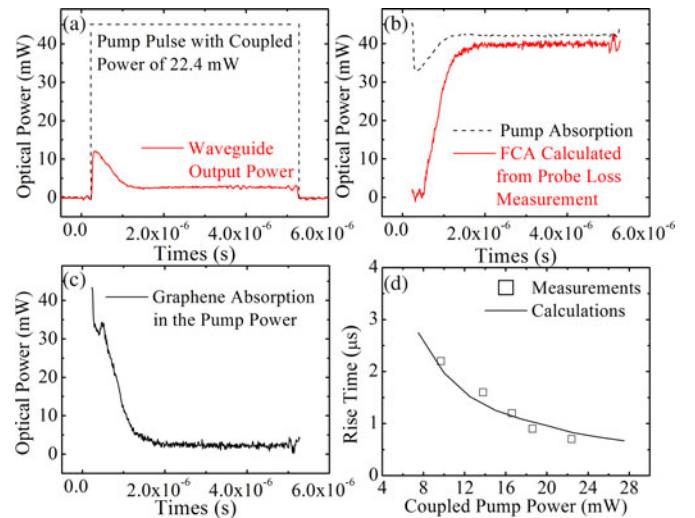 (a)
Pump Pulse with Coupled
Power of 22.4 mW
Waveguide
Output Power
Optical Power (mW)
40
30
20
10
0
0.0 2.0x10-6 4.0x10-6 6.0x10-6
Times (s)
(b)
Pump Absorption
FCA Calculated
from Probe Loss
Measurement
Optical Power (mW)
40
30
20
10
0
0.0 2.0x10-6 4.0x10-6 6.0x10-6
Times (s)
(c)
Graphene Absorption
in the Pump Power
Optical Power (mW)
40
30
20
10
0
0.0 2.0x10-6 4.0x10-6 6.0x10-6
Times (s)
(d)
Measurements
Calculations
Rise Time (μs)
4
3
2
1
0
4 8 12 16 20 24 28
Coupled Pump Power (mW)